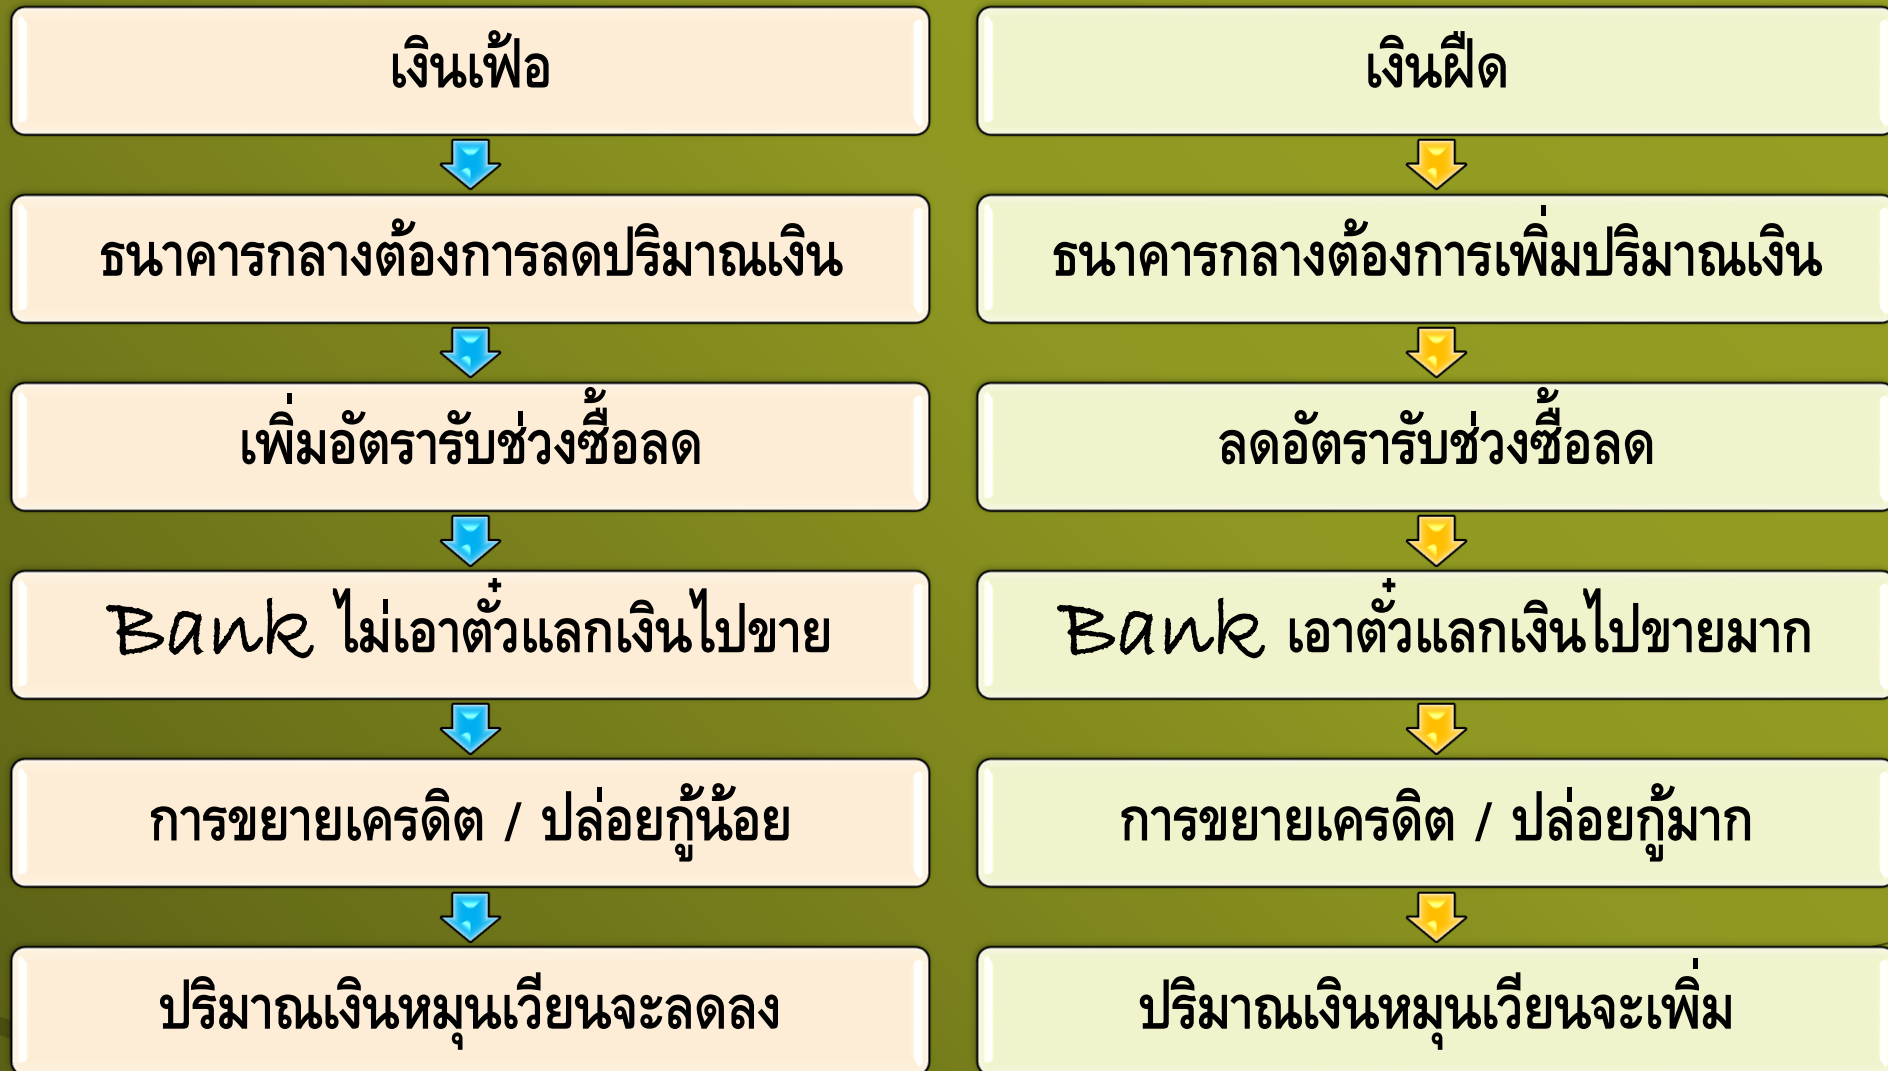 เงินเฟ้อ
ธนาคารกลางต้องการลดปริมาณเงิน
เพิ่มอัตรารับช่วงซื้อลด
Bank ไม่เอาตั๋วแลกเงินไปขาย
การขยายเครดิต / ปล่อยกู้น้อย
ปริมาณเงินหมุนเวียนจะลดลง
เงินฝืด
ธนาคารกลางต้องการเพิ่มปริมาณเงิน
ลดอัตรารับช่วงซื้อลด
Bank เอาตั๋วแลกเงินไปขายมาก
การขยายเครดิต / ปล่อยกู้มาก
ปริมาณเงินหมุนเวียนจะเพิ่ม